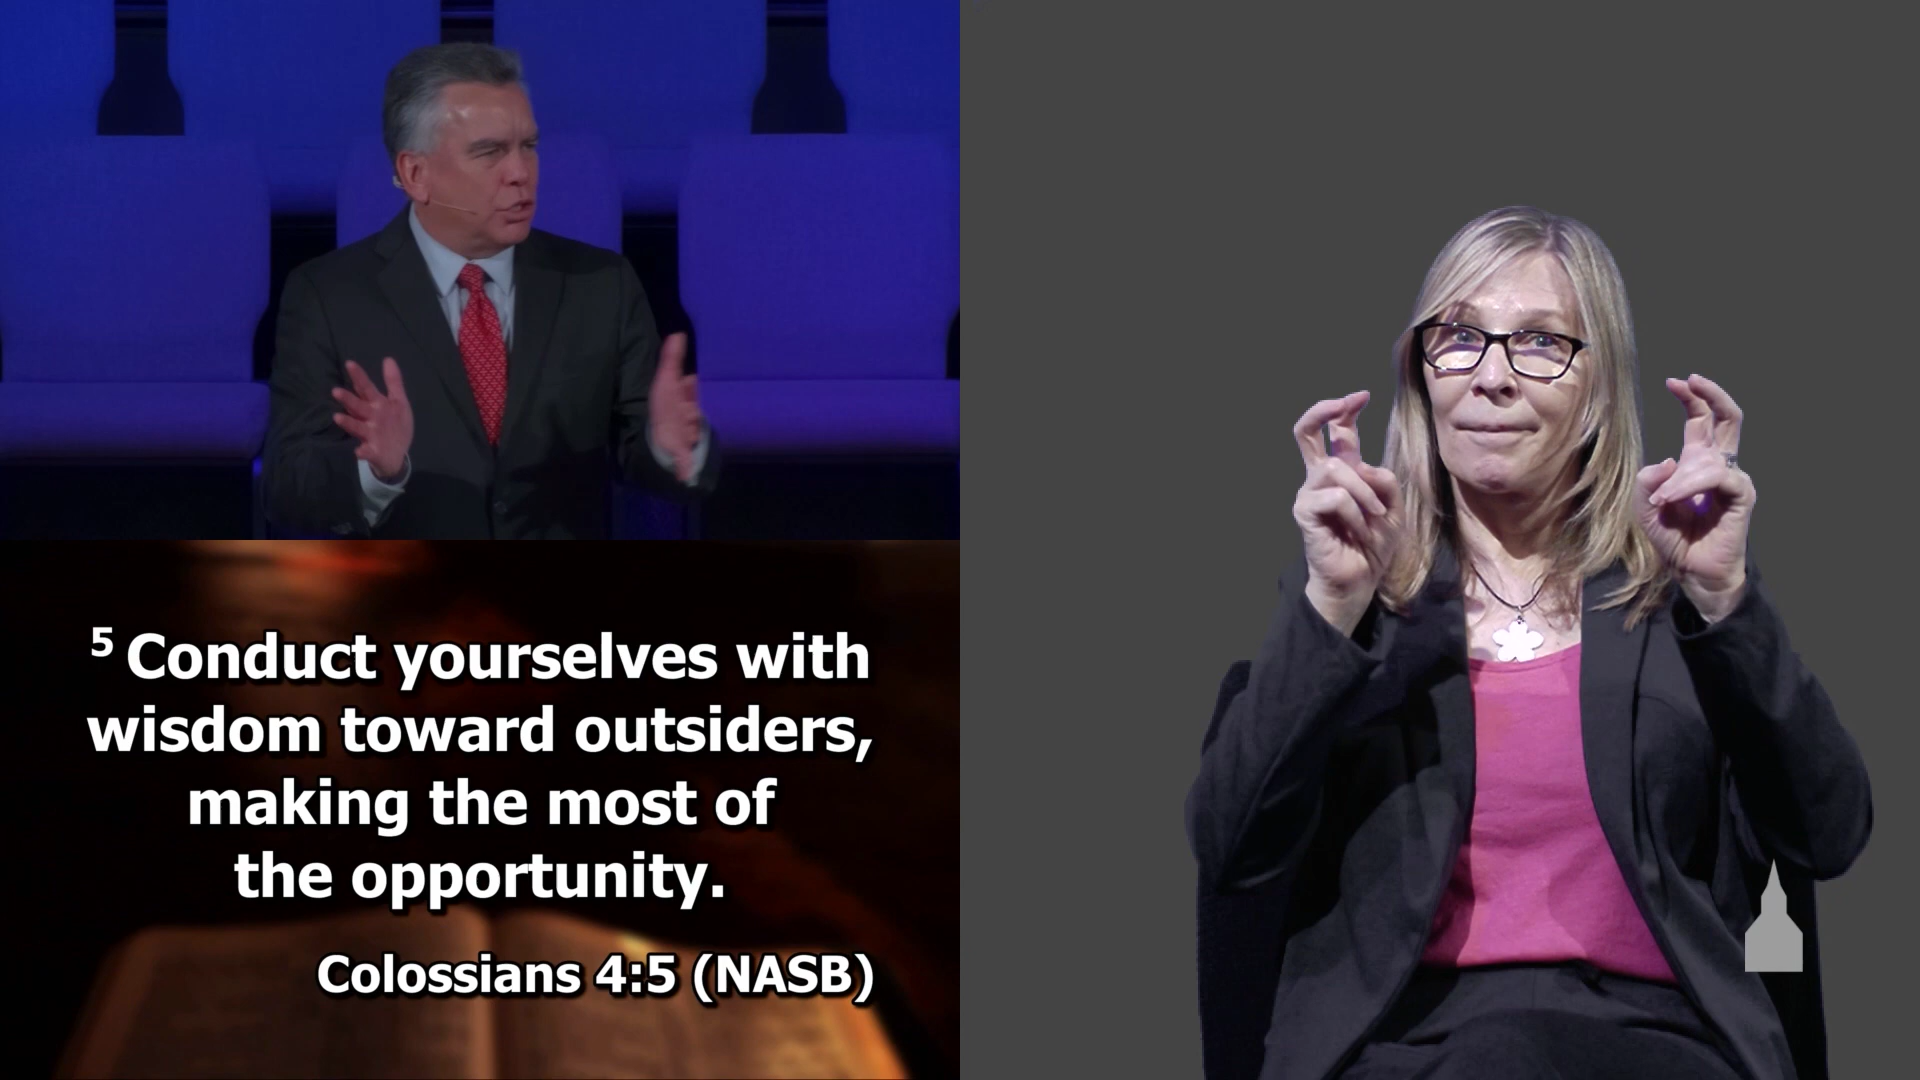 5 Conduct yourselves with
wisdom toward outsiders,
making the most of
the opportunity.
Colossians 4:5 (NASB)